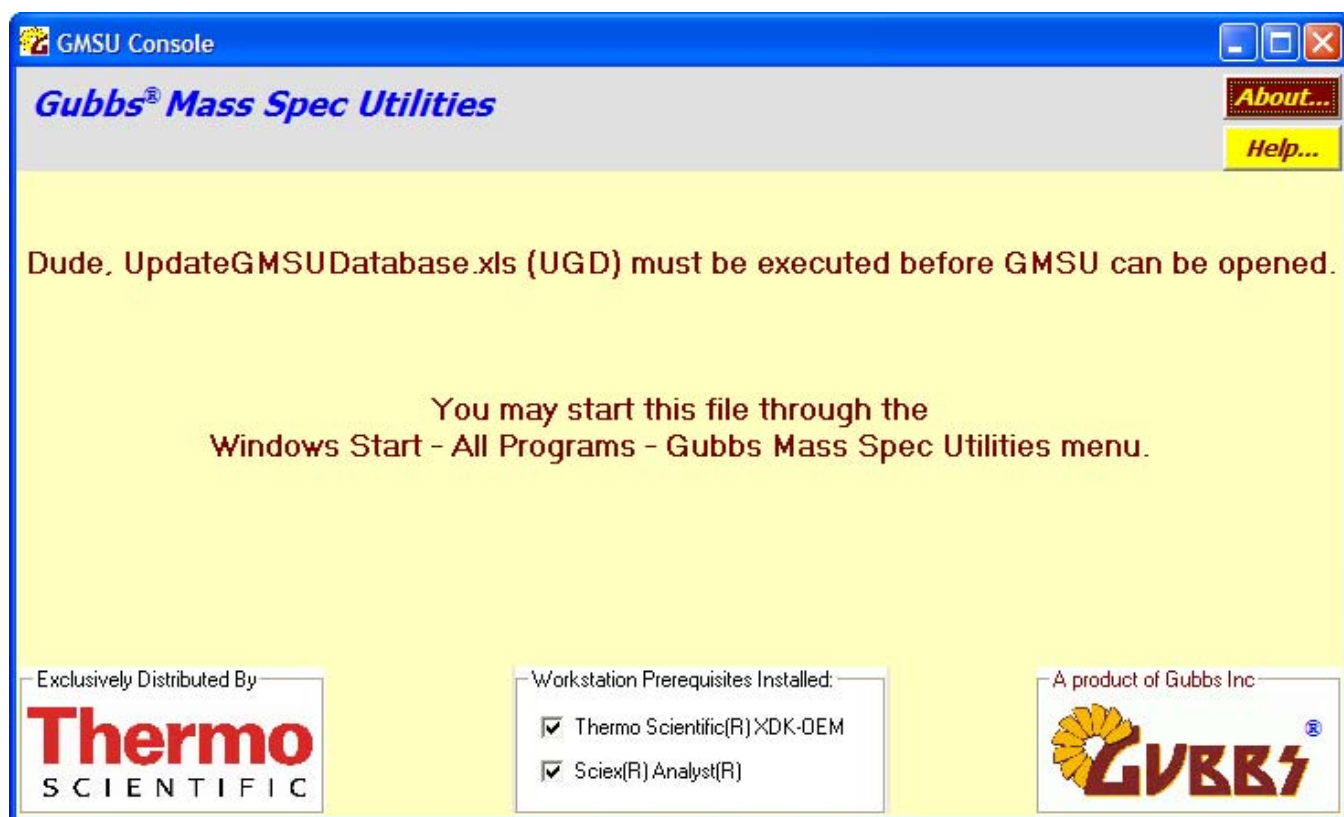 GMSU Console
Gubbs® Mass Spec Utilities
About...
Help...
Dude, UpdateGMSUDatabase.xls (UGD) must be executed before GMSU can be opened.
You may start this file through the
Windows Start - All Programs - Gubbs Mass Spec Utilities menu.
Exclusively Distributed By
Thermo
SCIENTIFIC
Workstation Prerequisites Installed:
Thermo Scientific(R) XDK-OEM
Sciex(R) Analyst(R)
A product of Gubbs Inc
GUBBS®